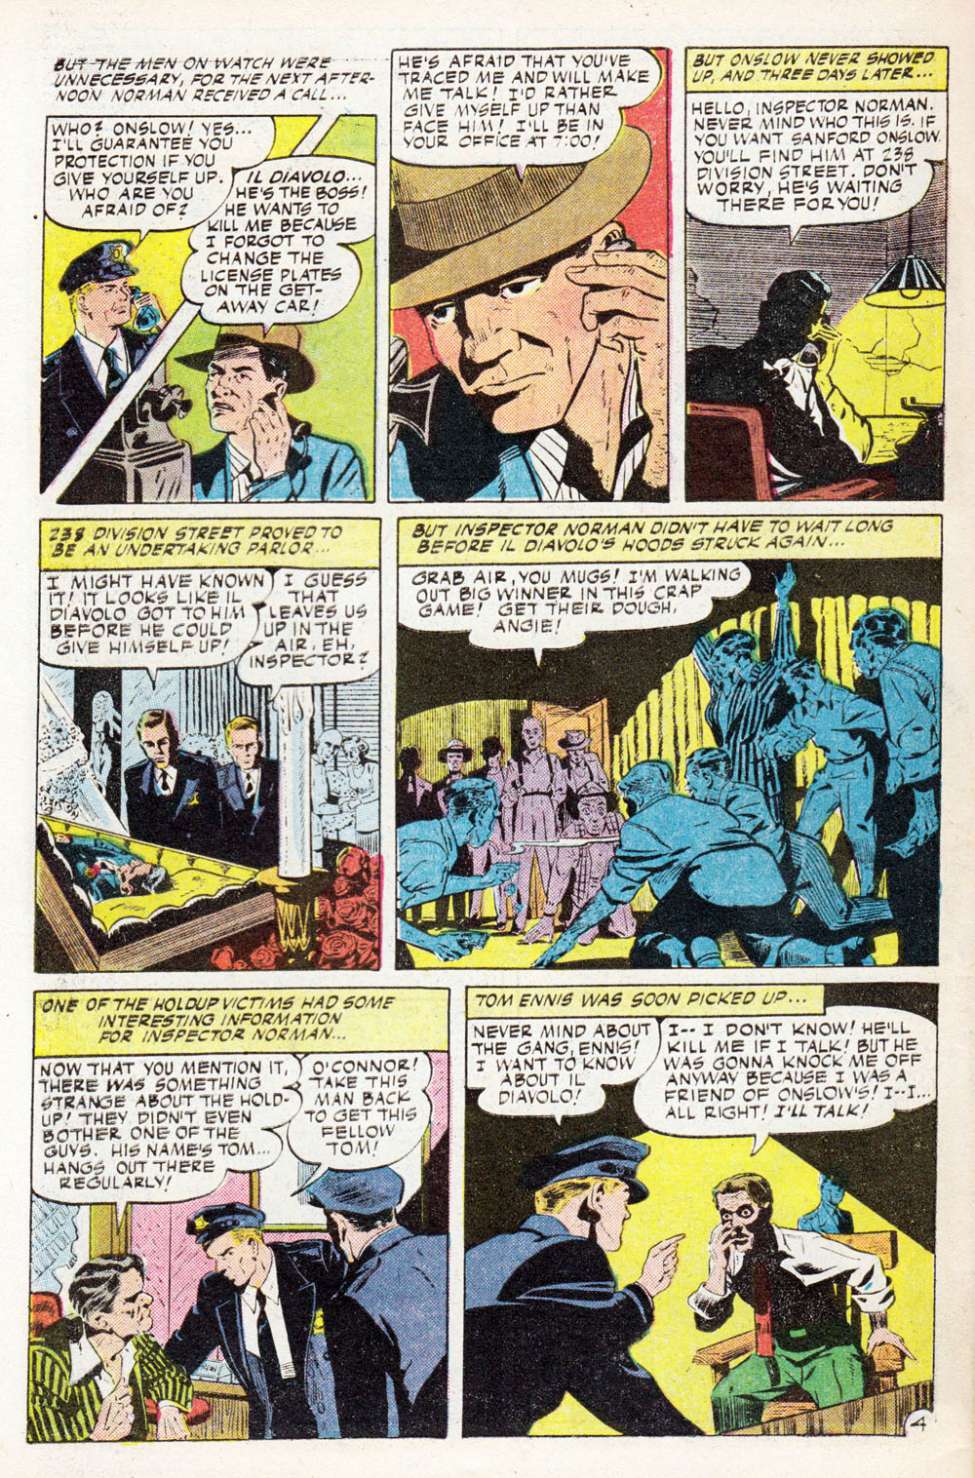 BUT THE MEN ON WATCH WERE
UNNECESSARY, FOR THE NEXT AFTER-
NOON NORMAN RECEIVED A CALL...
WHO? ONSLOW! YES...
I'LL GUARANTEE YOU
PROTECTION IF YOU
GIVE YOURSELF UP.
WHO ARE YOU
AFRAID OF?
IL DIAVOLO...
HE'S THE BOSS!
HE WANTS TO
KILL ME BECAUSE
I FORGOT TO
CHANGE THE
LICENSE PLATES
ON THE GET-
AWAY CAR!
HE'S AFRAID THAT YOU'VE
TRACED ME AND WILL MAKE
ME TALK! I'D RATHER
GIVE MYSELF UP THAN
FACE HIM! I'LL BE IN
YOUR OFFICE AT 7:00!
BUT ONSLOW NEVER SHOWED
UP, AND THREE DAYS LATER...
HELLO, INSPECTOR NORMAN.
NEVER MIND WHO THIS IS. IF
YOU WANT SANFORD ONSLOW,
YOU'LL FIND HIM AT 238
DIVISION STREET. DON'T
WORRY, HE'S WAITING
THERE FOR YOU!
238 DIVISION STREET PROVED TO
BE AN UNDERTAKING PARLOR...
I MIGHT HAVE KNOWN
IT! IT LOOKS LIKE IL
DIAVOLO GOT TO HIM
BEFORE HE COULD
GIVE HIMSELF UP!
I GUESS
THAT
LEAVES US
UP IN THE
AIR, EH,
INSPECTOR?
BUT INSPECTOR NORMAN DIDN'T HAVE TO WAIT LONG
BEFORE IL DIAVOLO'S HOODS STRUCK AGAIN...
GRAB AIR, YOU MUGS! I'M WALKING
OUT BIG WINNER IN THIS CRAP
GAME! GET THEIR DOUGH,
ANGIE!
ONE OF THE HOLDUP VICTIMS HAD SOME
INTERESTING INFORMATION
FOR INSPECTOR NORMAN...
NOW THAT YOU MENTION IT,
THERE WAS SOMETHING
STRANGE ABOUT THE HOLD-
UP! THEY DIDN'T EVEN
BOTHER ONE OF THE
GUYS. HIS NAME'S TOM...
HANGS OUT THERE
REGULARLY!
O'CONNOR!
TAKE THIS
MAN BACK
TO GET THIS
FELLOW
TOM!
TOM ENNIS WAS SOON PICKED UP...
NEVER MIND ABOUT
THE GANG, ENNIS!
I WANT TO KNOW
ABOUT IL
DIAVOLO!
I-- I DON'T KNOW! HE'LL
KILL ME IF I TALK! BUT HE
WAS GONNA KNOCK ME OFF
ANYWAY BECAUSE I WAS A
FRIEND OF ONSLOW'S! I--I...
ALL RIGHT! I'LL TALK!
4